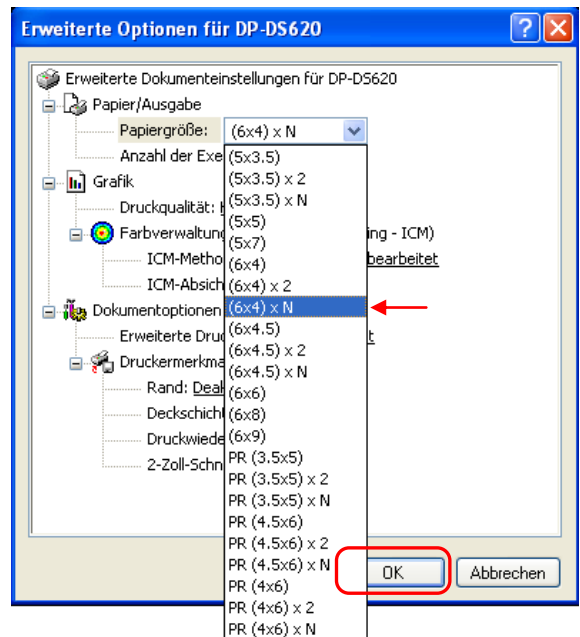 Erweiterte Optionen für DP-DS620
Erweiterte Dokumenteinstellungen für DP-DS620
Papier/Ausgabe
Papiergröße: (6x4) x N
Anzahl der Exe
(5x3.5)
(5x3.5) x 2
(5x3.5) x N
(5x5)
(5x7)
(6x4)
(6x4) x 2
(6x4) x N
(6x4.5)
(6x4.5) x 2
(6x4.5) x N
(6x6)
(6x8)
(6x9)
PR (3.5x5)
PR (3.5x5) x 2
PR (3.5x5) x N
PR (4.5x6)
PR (4.5x6) x 2
PR (4.5x6) x N
PR (4x6)
PR (4x6) x 2
PR (4x6) x N
Grafik
Druckqualität:
Farbverwaltung ing - ICM)
ICM-Metho bearbeitet
ICM-Absich
Dokumentoptionen
Erweiterte Dru t
Druckermerkma
Rand: Deal
Deckschich
Druckwiede
2-Zoll-Schn
OK Abbrechen